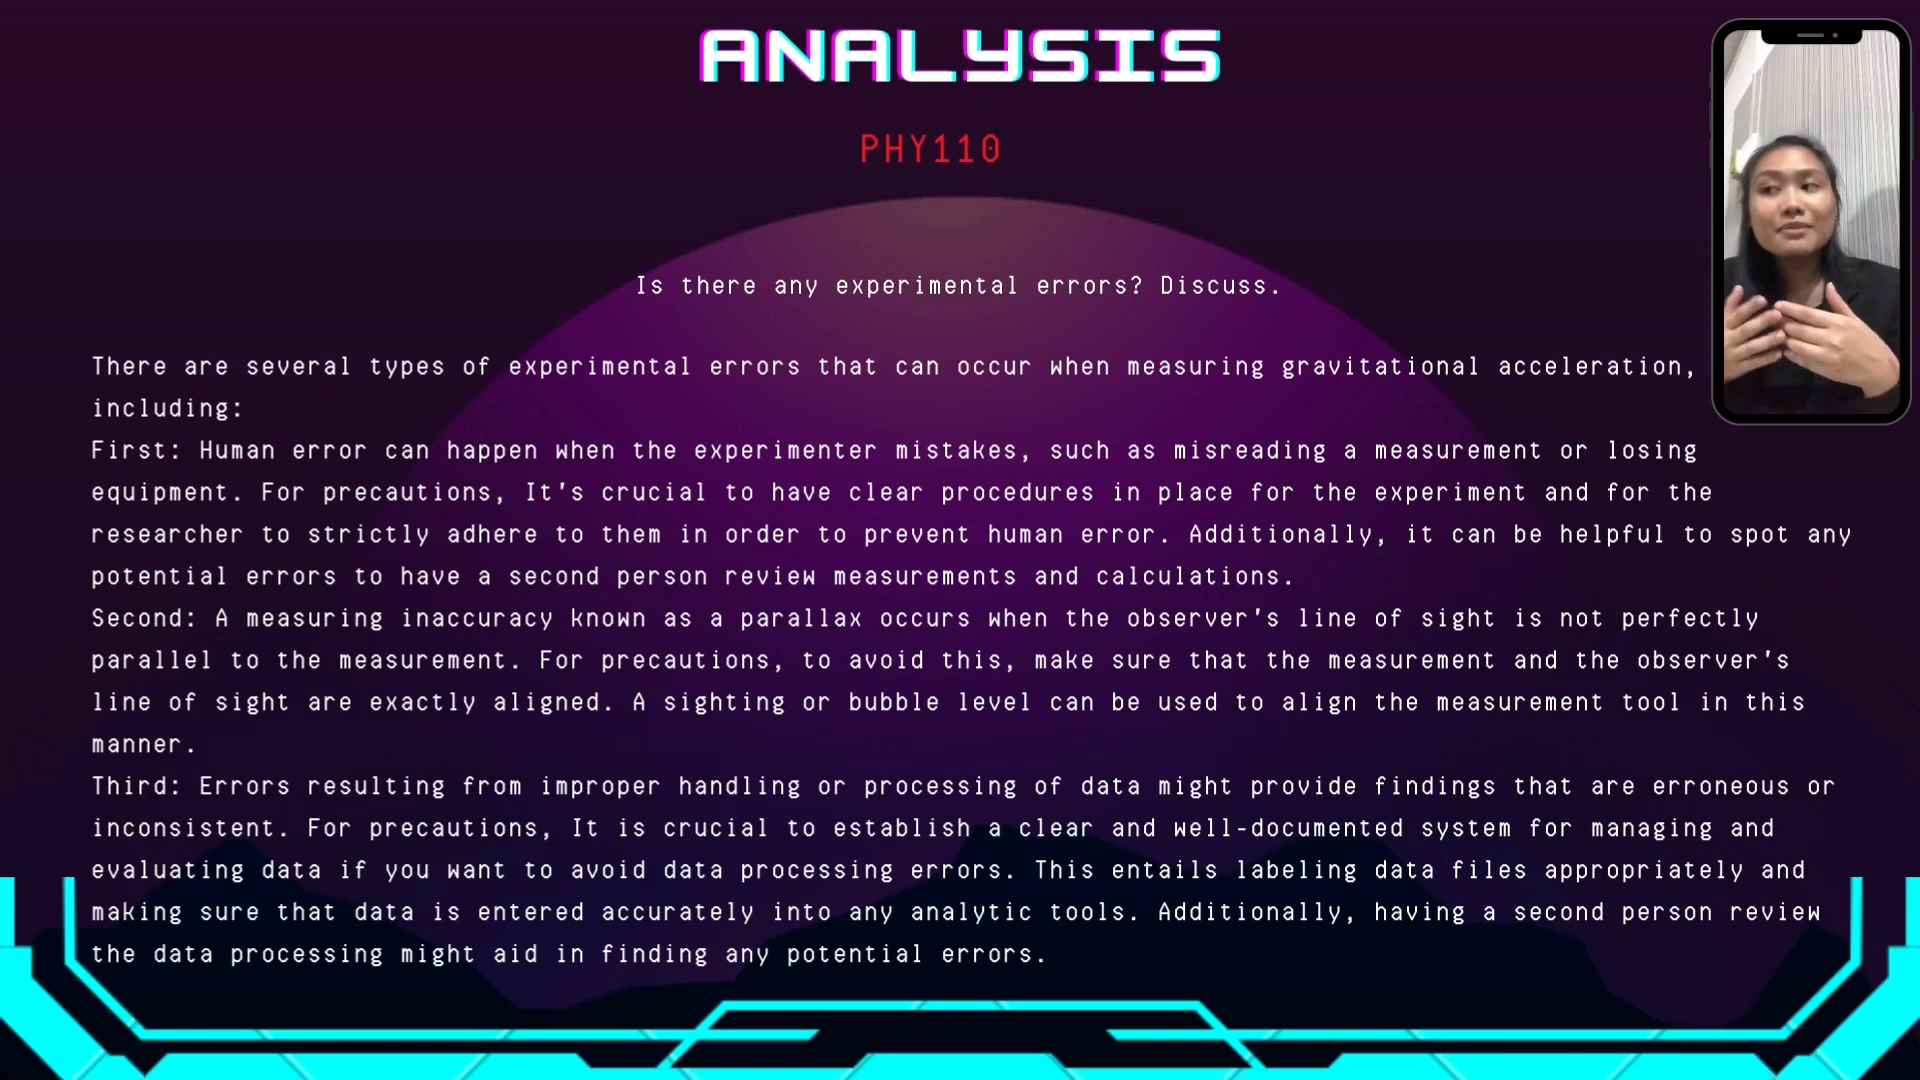 ANALYSIS
PHY110
Is there any experimental errors? Discuss.
There are several types of experimental errors that can occur when measuring gravitational acceleration,
including:
First: Human error can happen when the experimenter mistakes, such as misreading a measurement or losing
equipment. For precautions, It's crucial to have clear procedures in place for the experiment and for the
researcher to strictly adhere to them in order to prevent human error. Additionally, it can be helpful to spot any
potential errors to have a second person review measurements and calculations.
Second: A measuring inaccuracy known as a parallax occurs when the observer's line of sight is not perfectly
parallel to the measurement. For precautions, to avoid this, make sure that the measurement and the observer's
line of sight are exactly aligned. A sighting or bubble level can be used to align the measurement tool in this
manner.
Third: Errors resulting from improper handling or processing of data might provide findings that are erroneous or
inconsistent. For precautions, It is crucial to establish a clear and well-documented system for managing and
evaluating data if you want to avoid data processing errors. This entails labeling data files appropriately and
making sure that data is entered accurately into any analytic tools. Additionally, having a second person review
the data processing might aid in finding any potential errors.